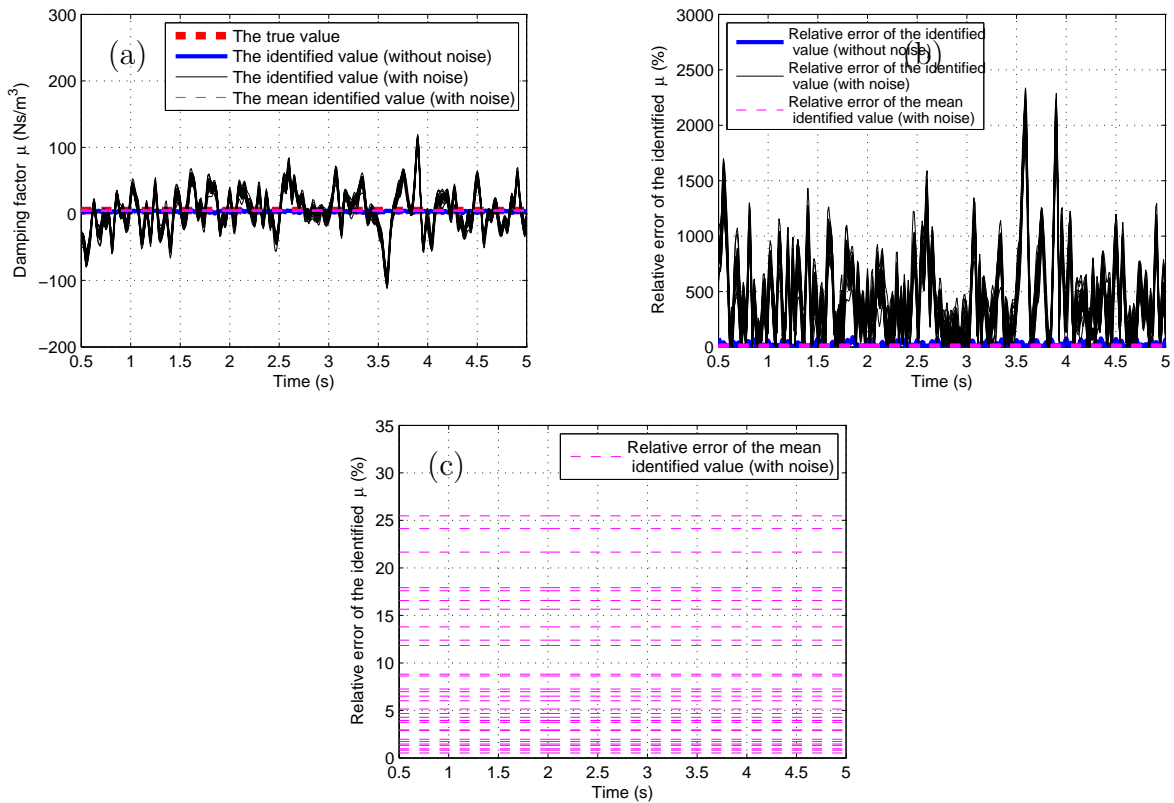 300
200
100
0
−100
−200
0.5 1 1.5 2 2.5 3 3.5 4 4.5 5
Time (s)
Damping factor μ (Ns/m³)
(a)
The true value
The identified value (without noise)
The identified value (with noise)
The mean identified value (with noise)
3000
2500
2000
1500
1000
500
0
0.5 1 1.5 2 2.5 3 3.5 4 4.5 5
Time (s)
Relative error of the identified μ (%)
(b)
Relative error of the identified
value (without noise)
Relative error of the identified
value (with noise)
Relative error of the mean
identified value (with noise)
35
30
25
20
15
10
5
0
0.5 1 1.5 2 2.5 3 3.5 4 4.5 5
Time (s)
Relative error of the identified μ (%)
(c)
Relative error of the mean
identified value (with noise)